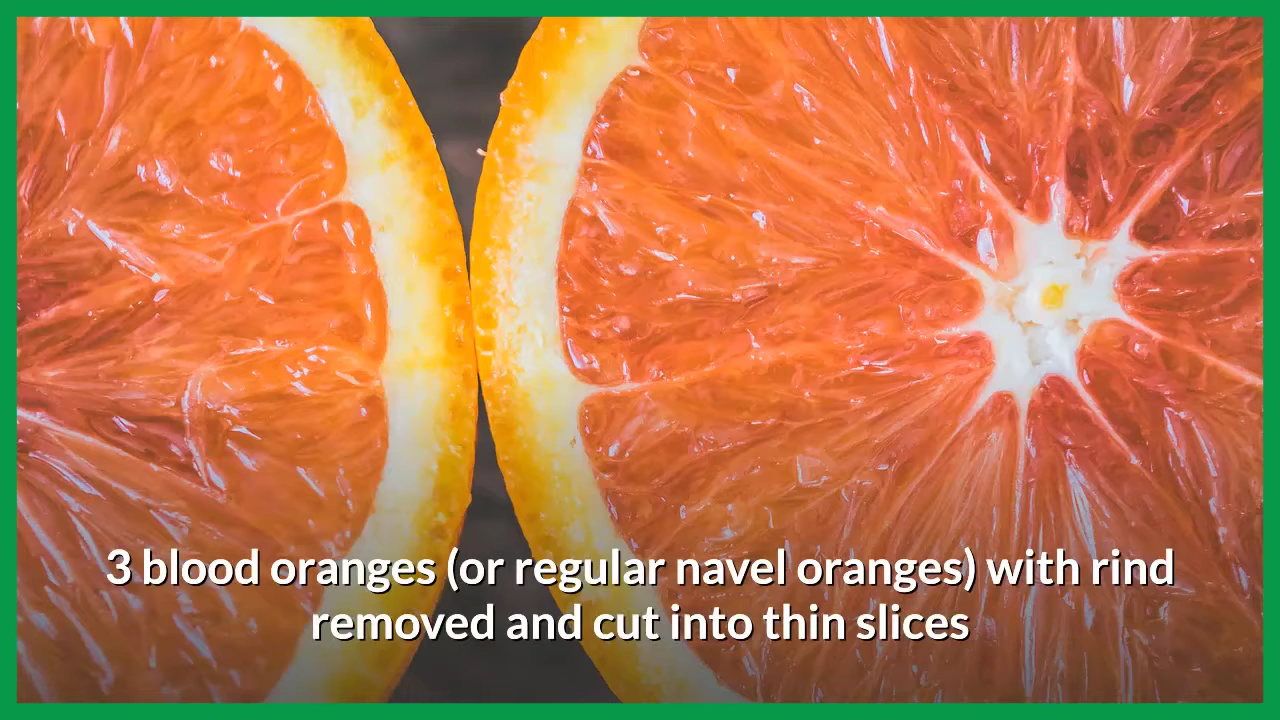 3 blood oranges (or regular navel oranges) with rind
removed and cut into thin slices